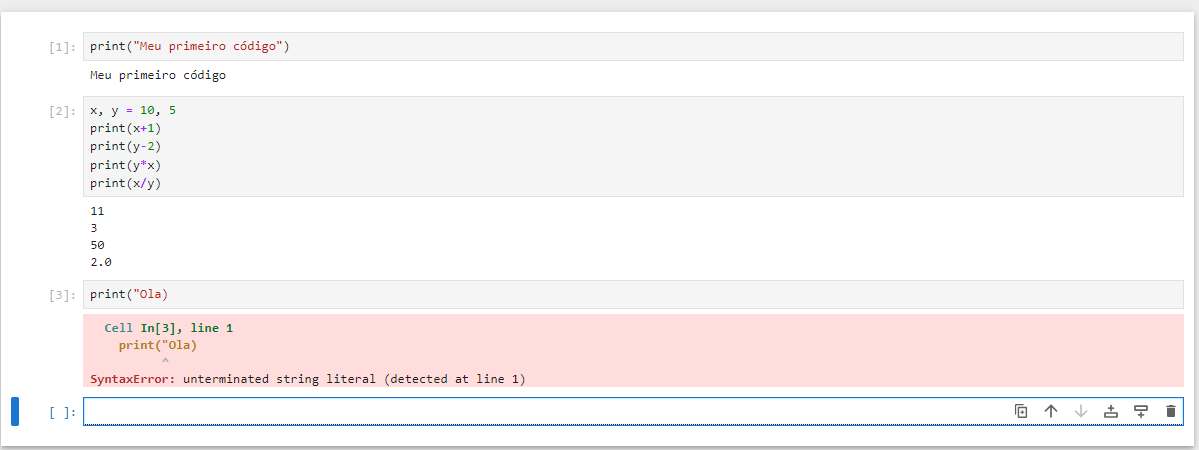 [1]: print("Meu primeiro código")
Meu primeiro código
[2]: x, y = 10, 5
print(x+1)
print(y-2)
print(y*x)
print(x/y)
11
3
50
2.0
[3]: print("Ola)
Cell In[3], line 1
print("Ola)
^
SyntaxError: unterminated string literal (detected at line 1)
[ ]: